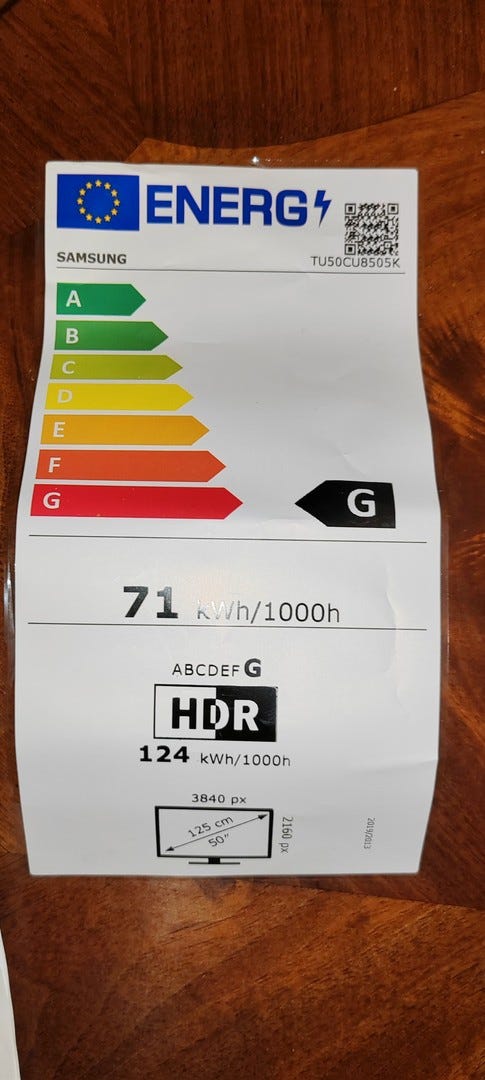 ENERG
SAMSUNG
TU50CU8505K
A
B
C
D
E
F
G
G
71 kWh/1000h
ABCDEFG
HDR
124 kWh/1000h
3840 px
125 cm
50"
2160 px
2019/2013